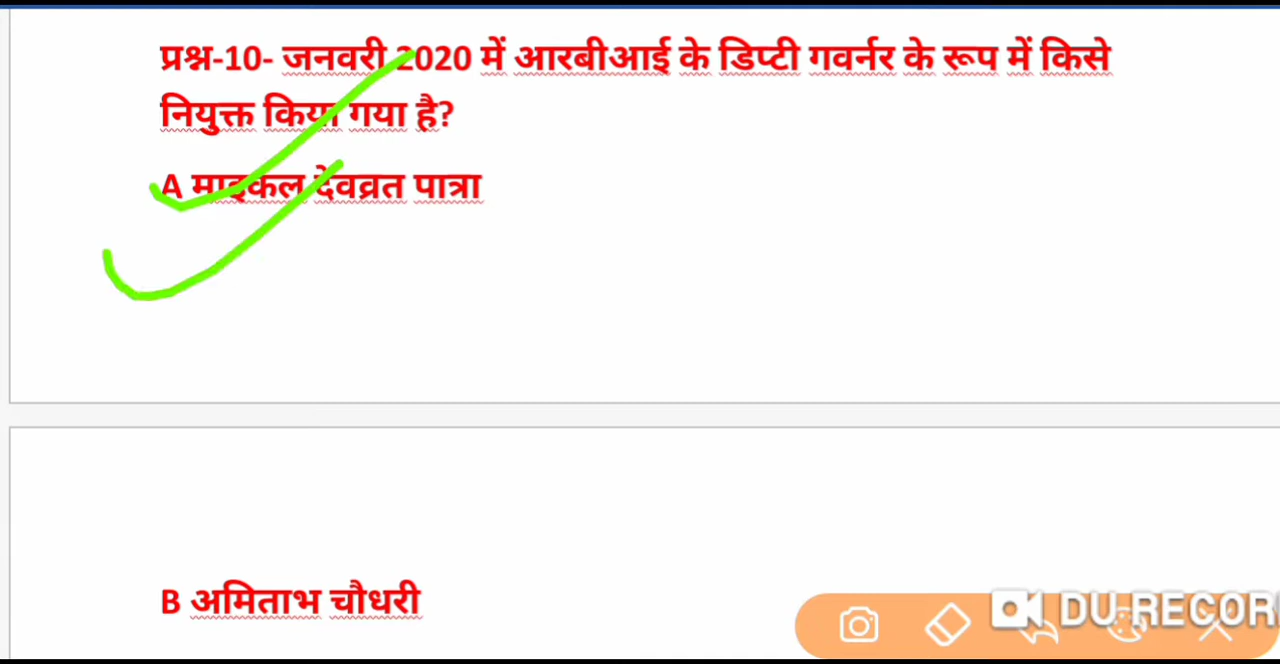 प्रश्न-10- जनवरी 2020 में आरबीआई के डिप्टी गवर्नर के रूप में किसे
नियुक्त किया गया है?
A माइकल देवव्रत पात्रा
B अमिताभ चौधरी
DU RECOR